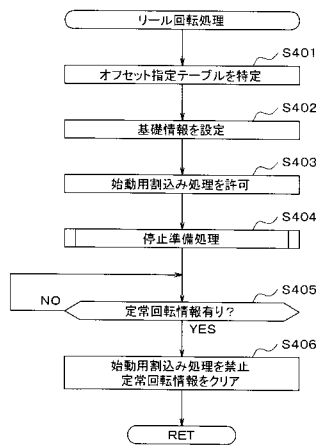 リール回転処理
S401
オフセット指定テーブルを特定
S402
基礎情報を設定
S403
始動用割込み処理を許可
S404
停止準備処理
S405
定常回転情報有り?
NO
YES
S406
始動用割込み処理を禁止
定常回転情報をクリア
RET